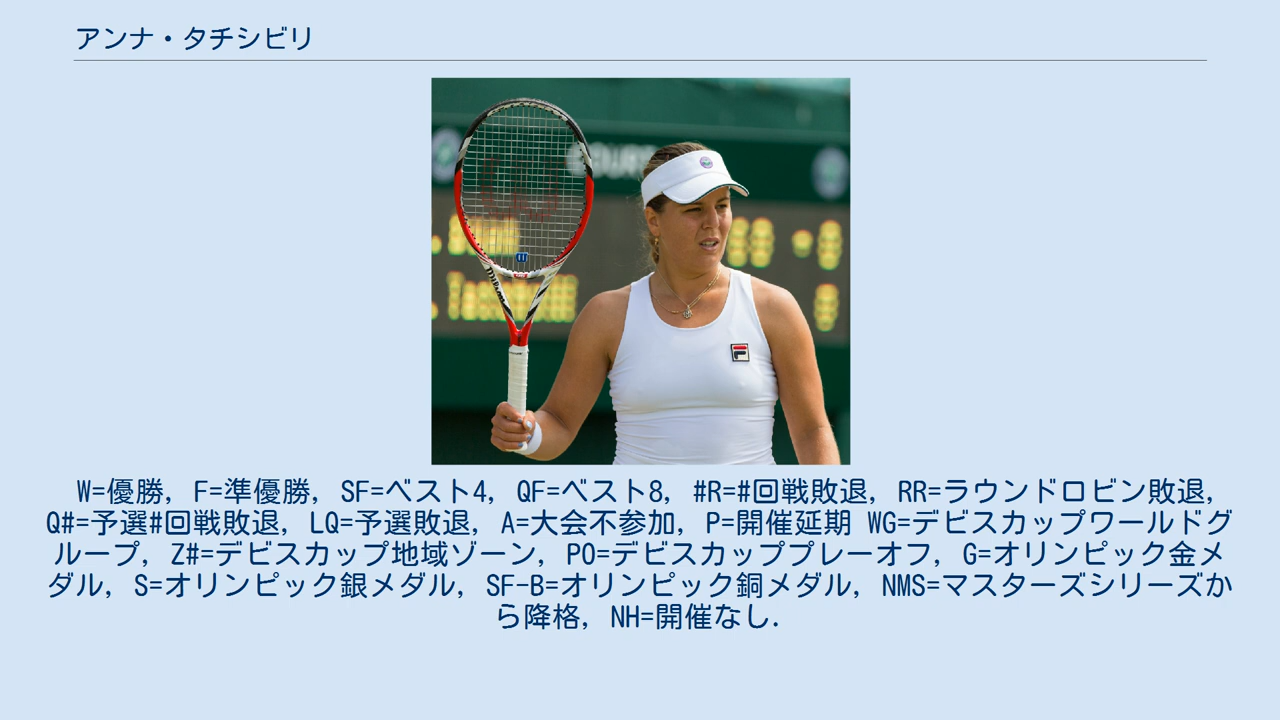 アンナ・タチシビリ
W=優勝, F=準優勝, SF=ベスト4, QF=ベスト8, #R=#回戦敗退, RR=ラウンドロビン敗退,
Q#=予選#回戦敗退, LQ=予選敗退, A=大会不参加, P=開催延期 WG=デビスカップワールドグ
ループ, Z#=デビスカップ地域ゾーン, PO=デビスカッププレーオフ, G=オリンピック金メ
ダル, S=オリンピック銀メダル, SF-B=オリンピック銅メダル, NMS=マスターズシリーズか
ら降格, NH=開催なし.